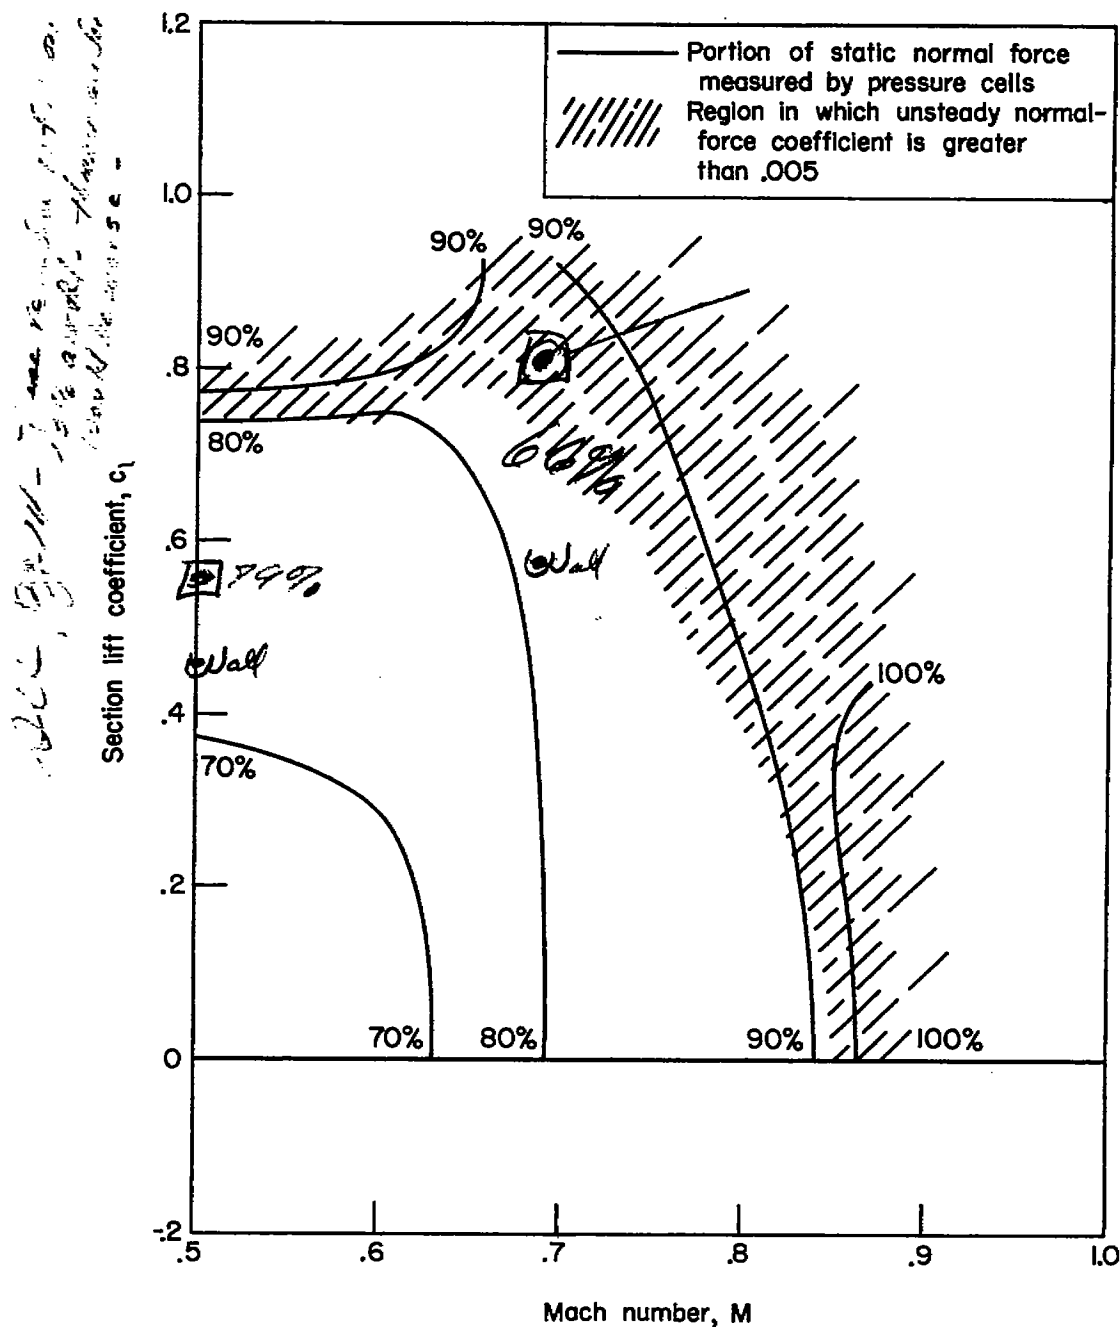 1.2
Portion of static normal force
measured by pressure cells
Region in which unsteady normal-
force coefficient is greater
than .005
1.0
90%
90%
90%
.8
80%
66%
.6
Wall
79%
Wall
Section lift coefficient, cl
.4
100%
70%
.2
70%
80%
90%
100%
0
-.2
.5
.6
.7
.8
.9
1.0
Mach number, M